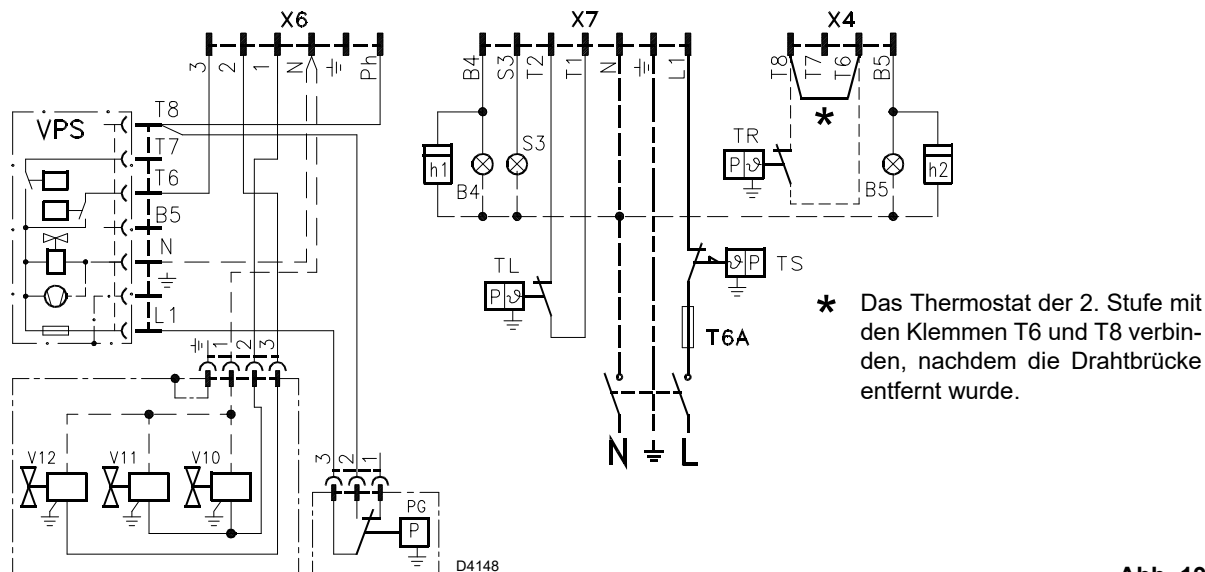 X6 X7 X4
3 2 1 N Ph
B4 S3 T2 T1 N L1
T8 T7 T6 B5
VPS
T8
T7
T6
B5
N
L1
h1
B4
S3
TR
P ϑ
B5
h2
TL
P ϑ
ϑ P
TS
T6A
N L
* Das Thermostat der 2. Stufe mit
den Klemmen T6 und T8 verbin-
den, nachdem die Drahtbrücke
entfernt wurde.
*
1 2 3
V12 V11 V10
3 2 1
PG
P
D4148